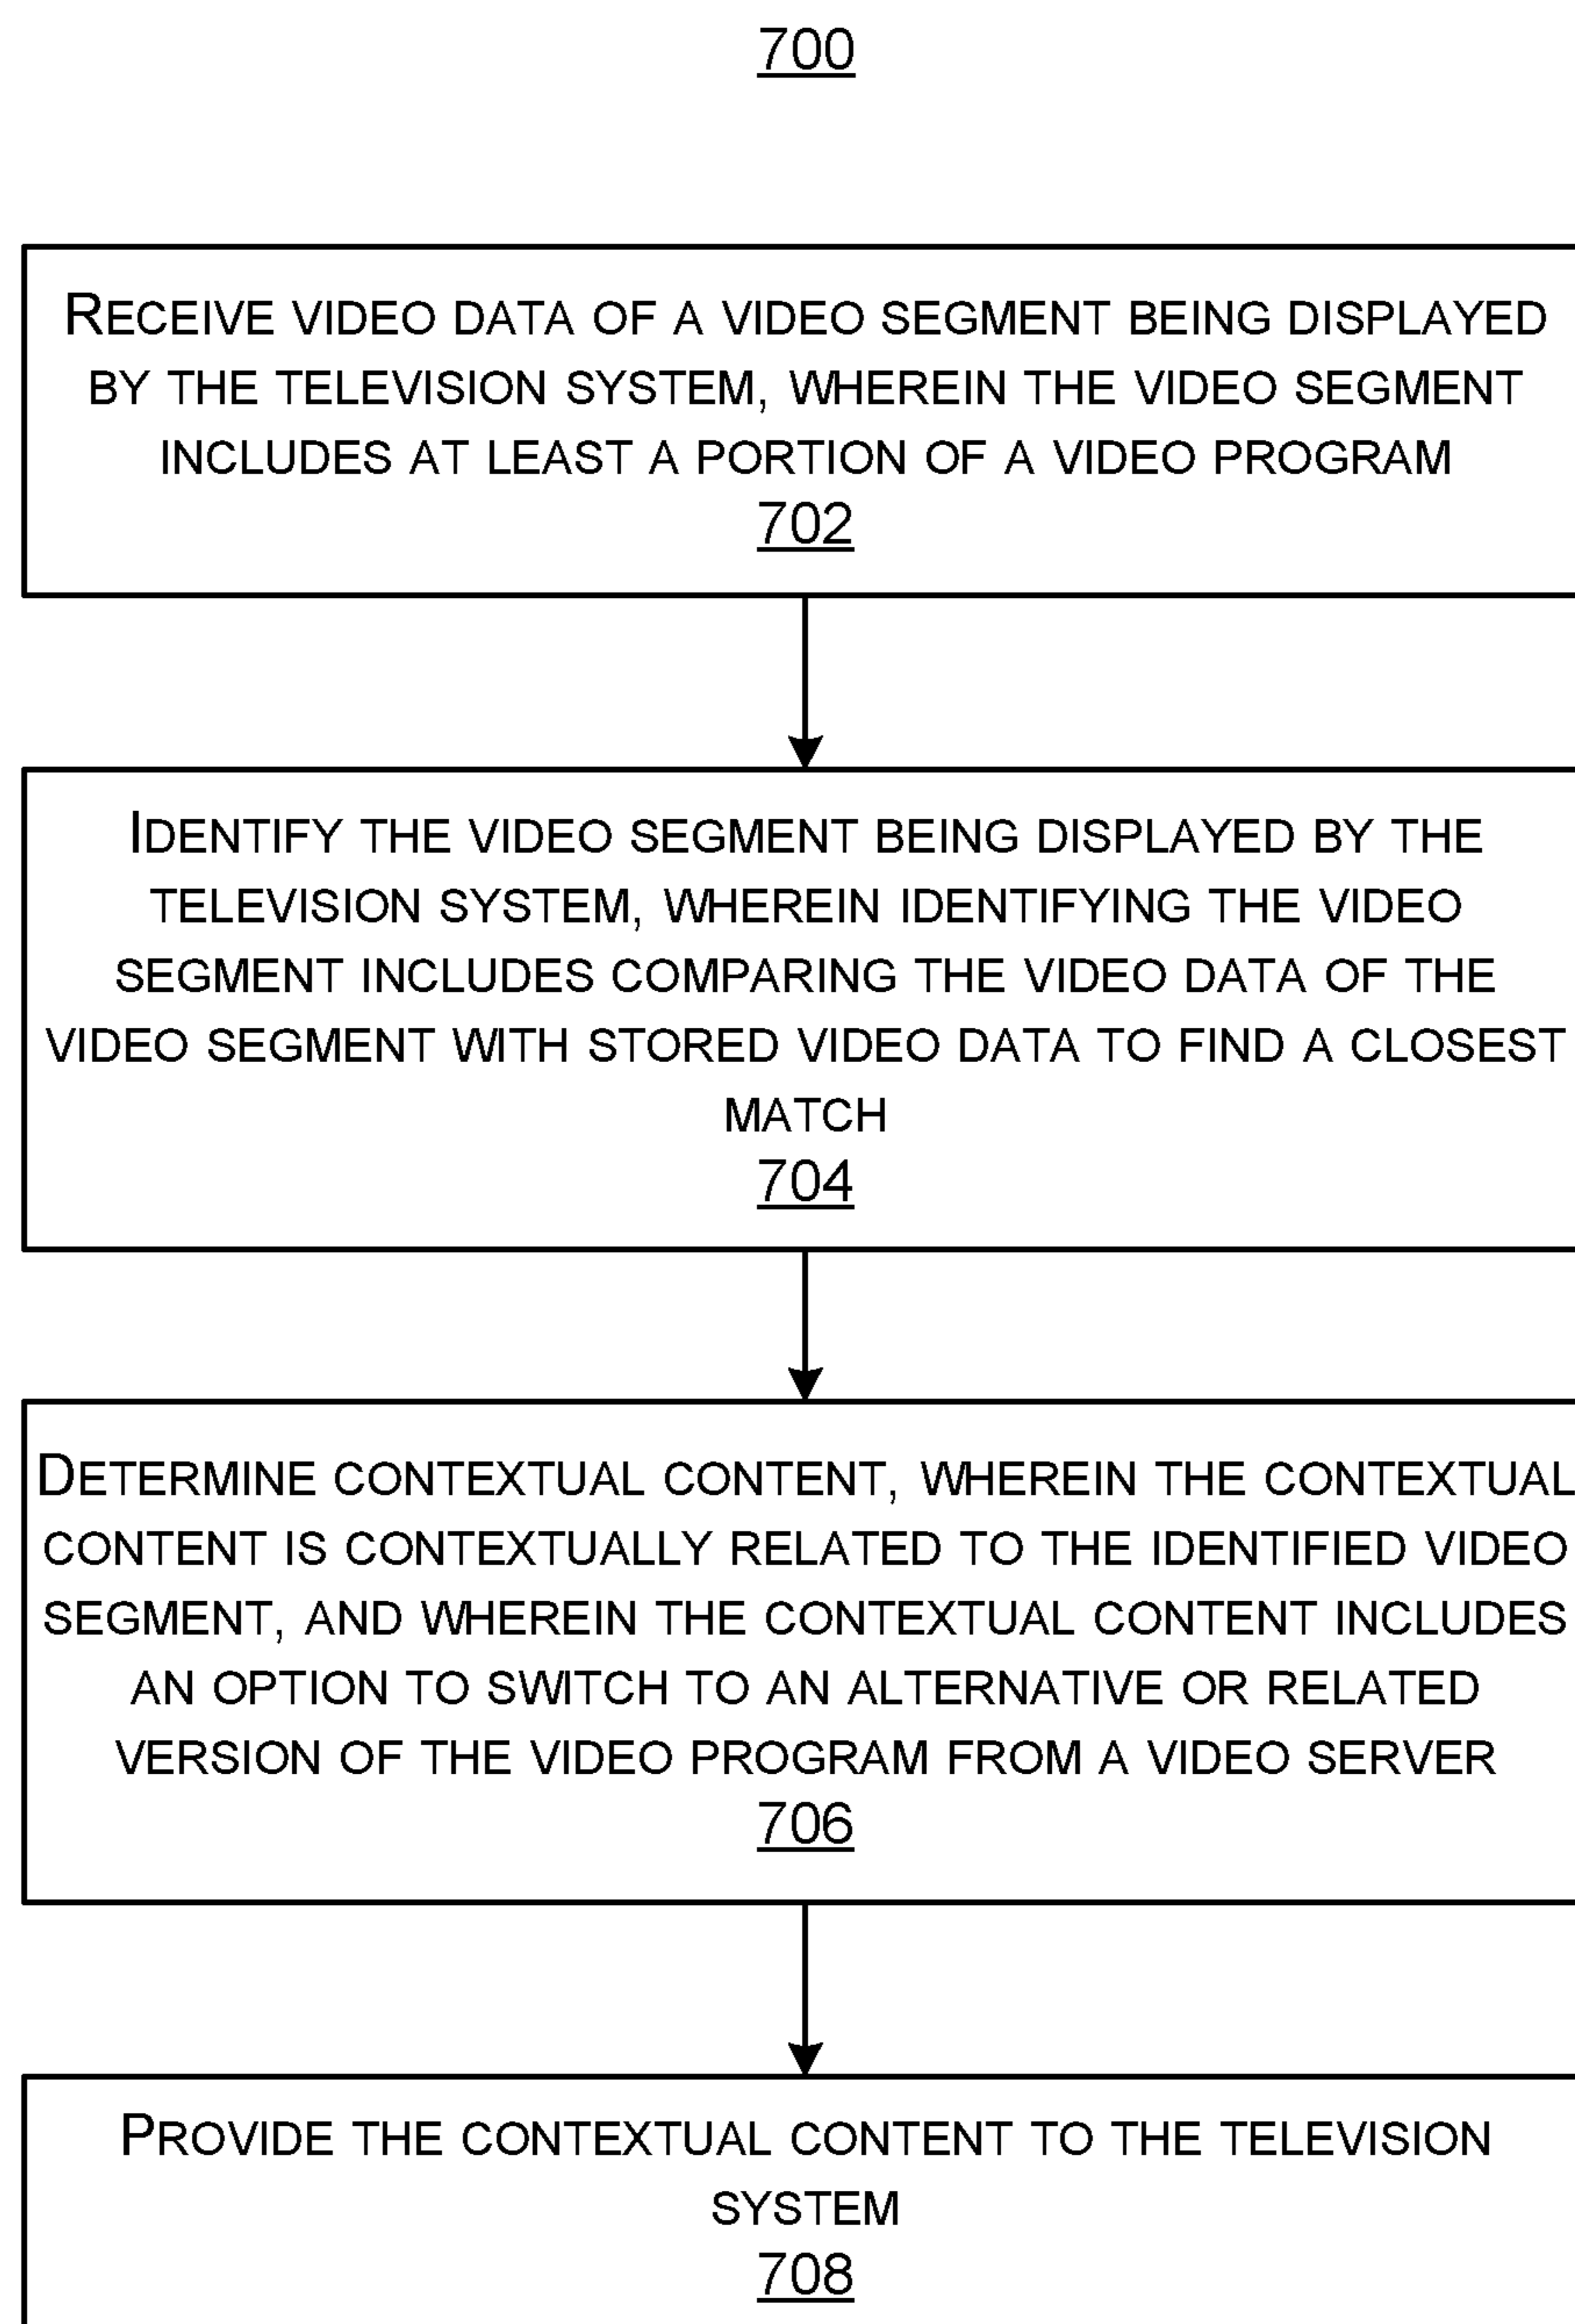 700
RECEIVE VIDEO DATA OF A VIDEO SEGMENT BEING DISPLAYED
BY THE TELEVISION SYSTEM, WHEREIN THE VIDEO SEGMENT
INCLUDES AT LEAST A PORTION OF A VIDEO PROGRAM
702
IDENTIFY THE VIDEO SEGMENT BEING DISPLAYED BY THE
TELEVISION SYSTEM, WHEREIN IDENTIFYING THE VIDEO
SEGMENT INCLUDES COMPARING THE VIDEO DATA OF THE
VIDEO SEGMENT WITH STORED VIDEO DATA TO FIND A CLOSEST
MATCH
704
DETERMINE CONTEXTUAL CONTENT, WHEREIN THE CONTEXTUAL
CONTENT IS CONTEXTUALLY RELATED TO THE IDENTIFIED VIDEO
SEGMENT, AND WHEREIN THE CONTEXTUAL CONTENT INCLUDES
AN OPTION TO SWITCH TO AN ALTERNATIVE OR RELATED
VERSION OF THE VIDEO PROGRAM FROM A VIDEO SERVER
706
PROVIDE THE CONTEXTUAL CONTENT TO THE TELEVISION
SYSTEM
708